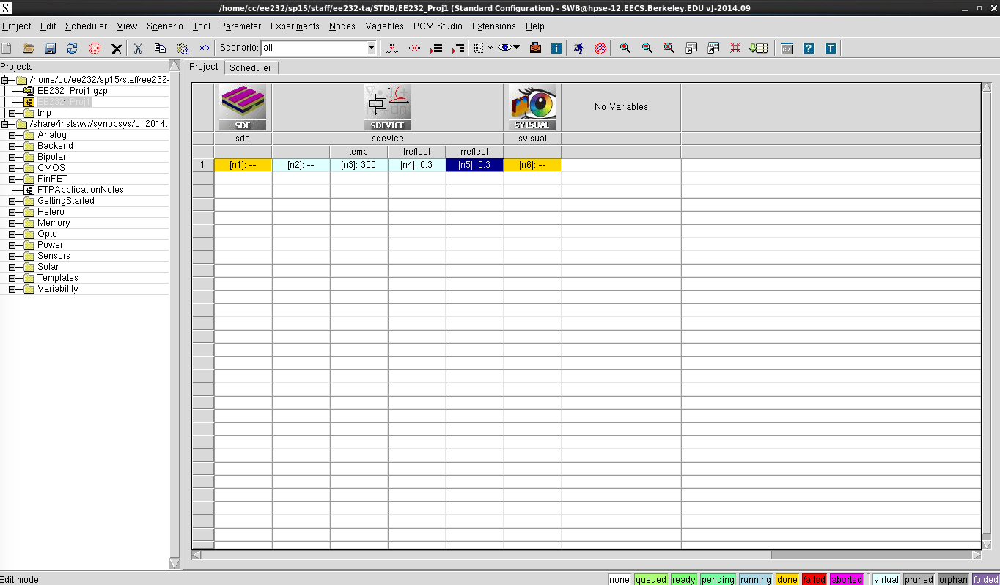 S
/home/cc/ee232/sp15/staff/ee232-ta/STDB/EE232_Proj1 (Standard Configuration) - SWB@hpse-12.EECS.Berkeley.EDU vJ-2014.09
Project Edit Scheduler View Scenario Tool Parameter Experiments Nodes Variables PCM Studio Extensions Help
Scenario: all
Projects
/home/cc/ee232/sp15/staff/ee232-
EE232_Proj1.gzp
EE232_Proj1
tmp
/share/instsww/synopsys/J_2014.
Analog
Backend
Bipolar
CMOS
FinFET
FTPApplicationNotes
GettingStarted
Hetero
Memory
Opto
Power
Sensors
Solar
Templates
Variability
Project Scheduler
SDE SDEVICE SVISUAL No Variables
sde sdevice svisual
temp lreflect rreflect
1 [n1]: -- [n2]: -- [n3]: 300 [n4]: 0.3 [n5]: 0.3 [n6]: --
Edit mode
none queued ready pending running done failed aborted virtual pruned orphan folded